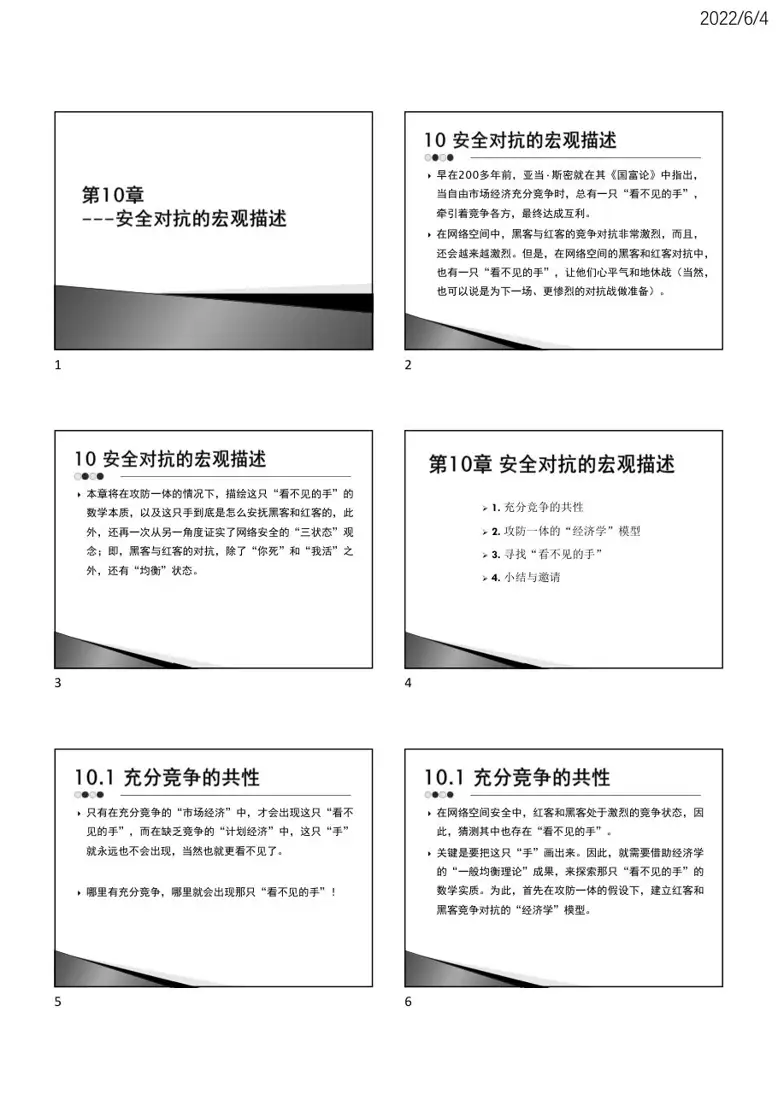 2022/6/4
第10章
---安全对抗的宏观描述
1
10 安全对抗的宏观描述
早在200多年前，亚当·斯密就在其《国富论》中指出，
当自由市场经济充分竞争时，总有一只“看不见的手”，
牵引着竞争各方，最终达成互利。
在网络空间中，黑客与红客的竞争对抗非常激烈，而且，
还会越来越激烈。但是，在网络空间的黑客和红客对抗中，
也有一只“看不见的手”，让他们心平气和地休战（当然，
也可以说是为下一场、更惨烈的对抗战做准备）。
2
10 安全对抗的宏观描述
本章将在攻防一体的情况下，描绘这只“看不见的手”的
数学本质，以及这只手到底是怎么安抚黑客和红客的，此
外，还再一次从另一角度证实了网络安全的“三状态”观
念；即，黑客与红客的对抗，除了“你死”和“我活”之
外，还有“均衡”状态。
3
第10章 安全对抗的宏观描述
1. 充分竞争的共性
2. 攻防一体的“经济学”模型
3. 寻找“看不见的手”
4. 小结与邀请
4
10.1 充分竞争的共性
只有在充分竞争的“市场经济”中，才会出现这只“看不
见的手”，而在缺乏竞争的“计划经济”中，这只“手”
就永远也不会出现，当然也就更看不见了。
哪里有充分竞争，哪里就会出现那只“看不见的手”！
5
10.1 充分竞争的共性
在网络空间安全中，红客和黑客处于激烈的竞争状态，因
此，猜测其中也存在“看不见的手”。
关键是要把这只“手”画出来。因此，就需要借助经济学
的“一般均衡理论”成果，来探索那只“看不见的手”的
数学实质。为此，首先在攻防一体的假设下，建立红客和
黑客竞争对抗的“经济学”模型。
6